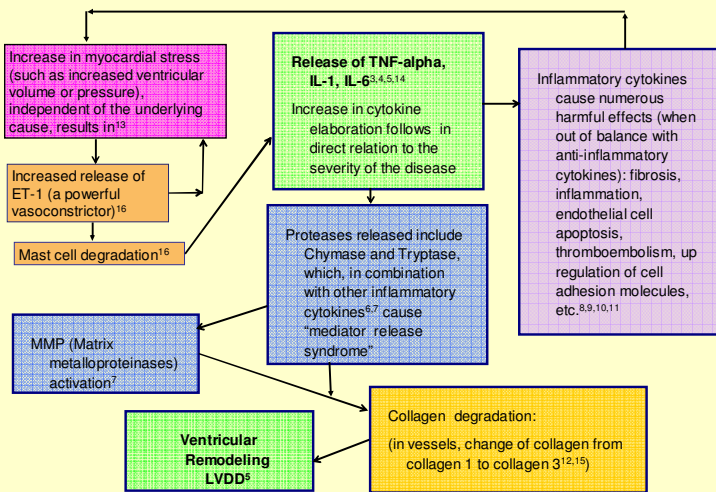 Increase in myocardial stress
(such as increased ventricular
volume or pressure),
independent of the underlying
cause, results in13
Increased release of
ET-1 (a powerful
vasoconstrictor)16
Mast cell degradation16
Release of TNF-alpha,
IL-1, IL-63,4,5,14
Increase in cytokine
elaboration follows in
direct relation to the
severity of the disease
Inflammatory cytokines
cause numerous
harmful effects (when
out of balance with
anti-inflammatory
cytokines): fibrosis,
inflammation,
endothelial cell
apoptosis,
thromboembolism, up
regulation of cell
adhesion molecules,
etc.8,9,10,11
Proteases released include
Chymase and Tryptase,
which, in combination
with other inflammatory
cytokines6,7 cause
“mediator release
syndrome”
MMP (Matrix
metalloproteinases)
activation7
Collagen degradation:
(in vessels, change of collagen from
collagen 1 to collagen 312,15)
Ventricular
Remodeling
LVDD5